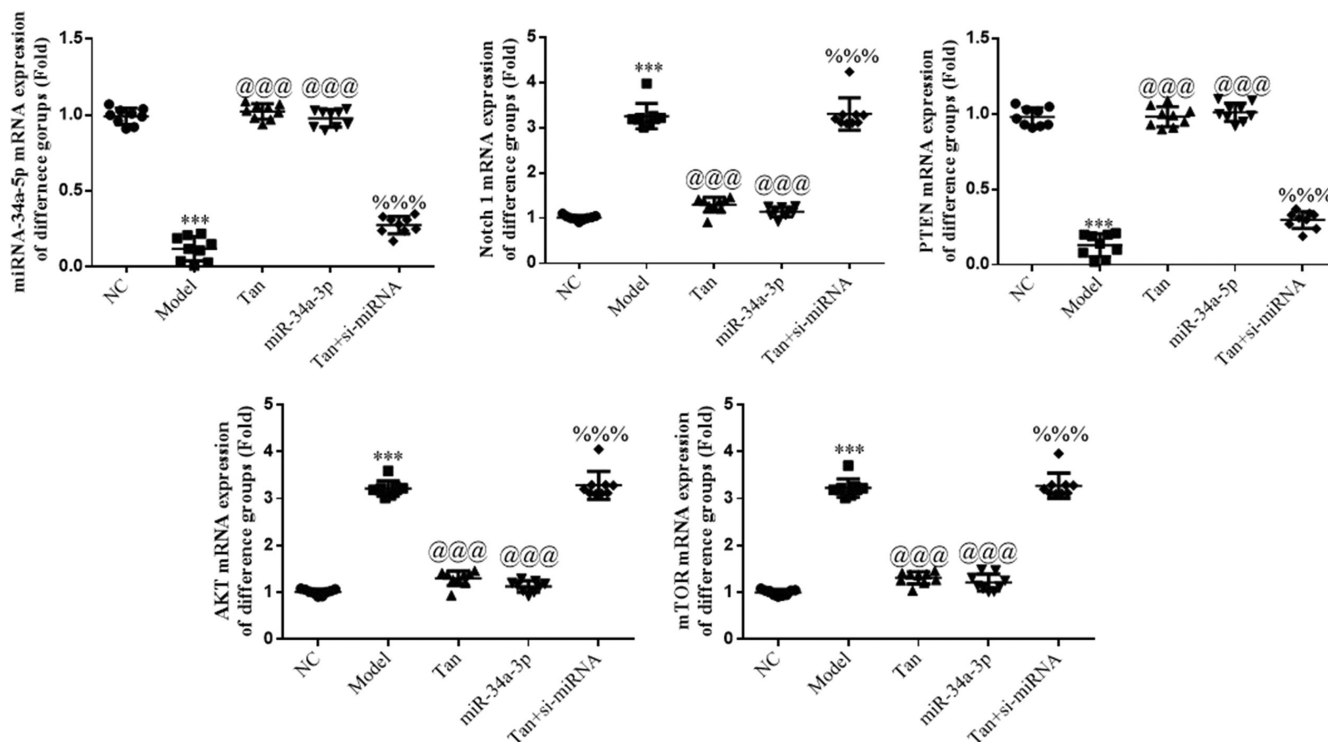 miRNA-34a-5p mRNA expression
of differnece gorups (Fold)
1.5
1.0
0.5
0.0
***
@@@
@@@
%%%
NC
Model
Tan
miR-34a-3p
Tan+si-miRNA
Notch 1 mRNA expression
of difference groups (Fold)
5
4
3
2
1
0
***
@@@
@@@
%%%
NC
Model
Tan
miR-34a-3p
Tan+si-miRNA
PTEN mRNA expression
of difference groups (Fold)
1.5
1.0
0.5
0.0
***
@@@
@@@
%%%
NC
Model
Tan
miR-34a-5p
Tan+si-miRNA
AKT mRNA expression
of difference groups (Fold)
5
4
3
2
1
0
***
@@@
@@@
%%%
NC
Model
Tan
miR-34a-3p
Tan+si-miRNA
mTOR mRNA expression
of difference groups (Fold)
5
4
3
2
1
0
***
@@@
@@@
%%%
NC
Model
Tan
miR-34a-3p
Tan+si-miRNA